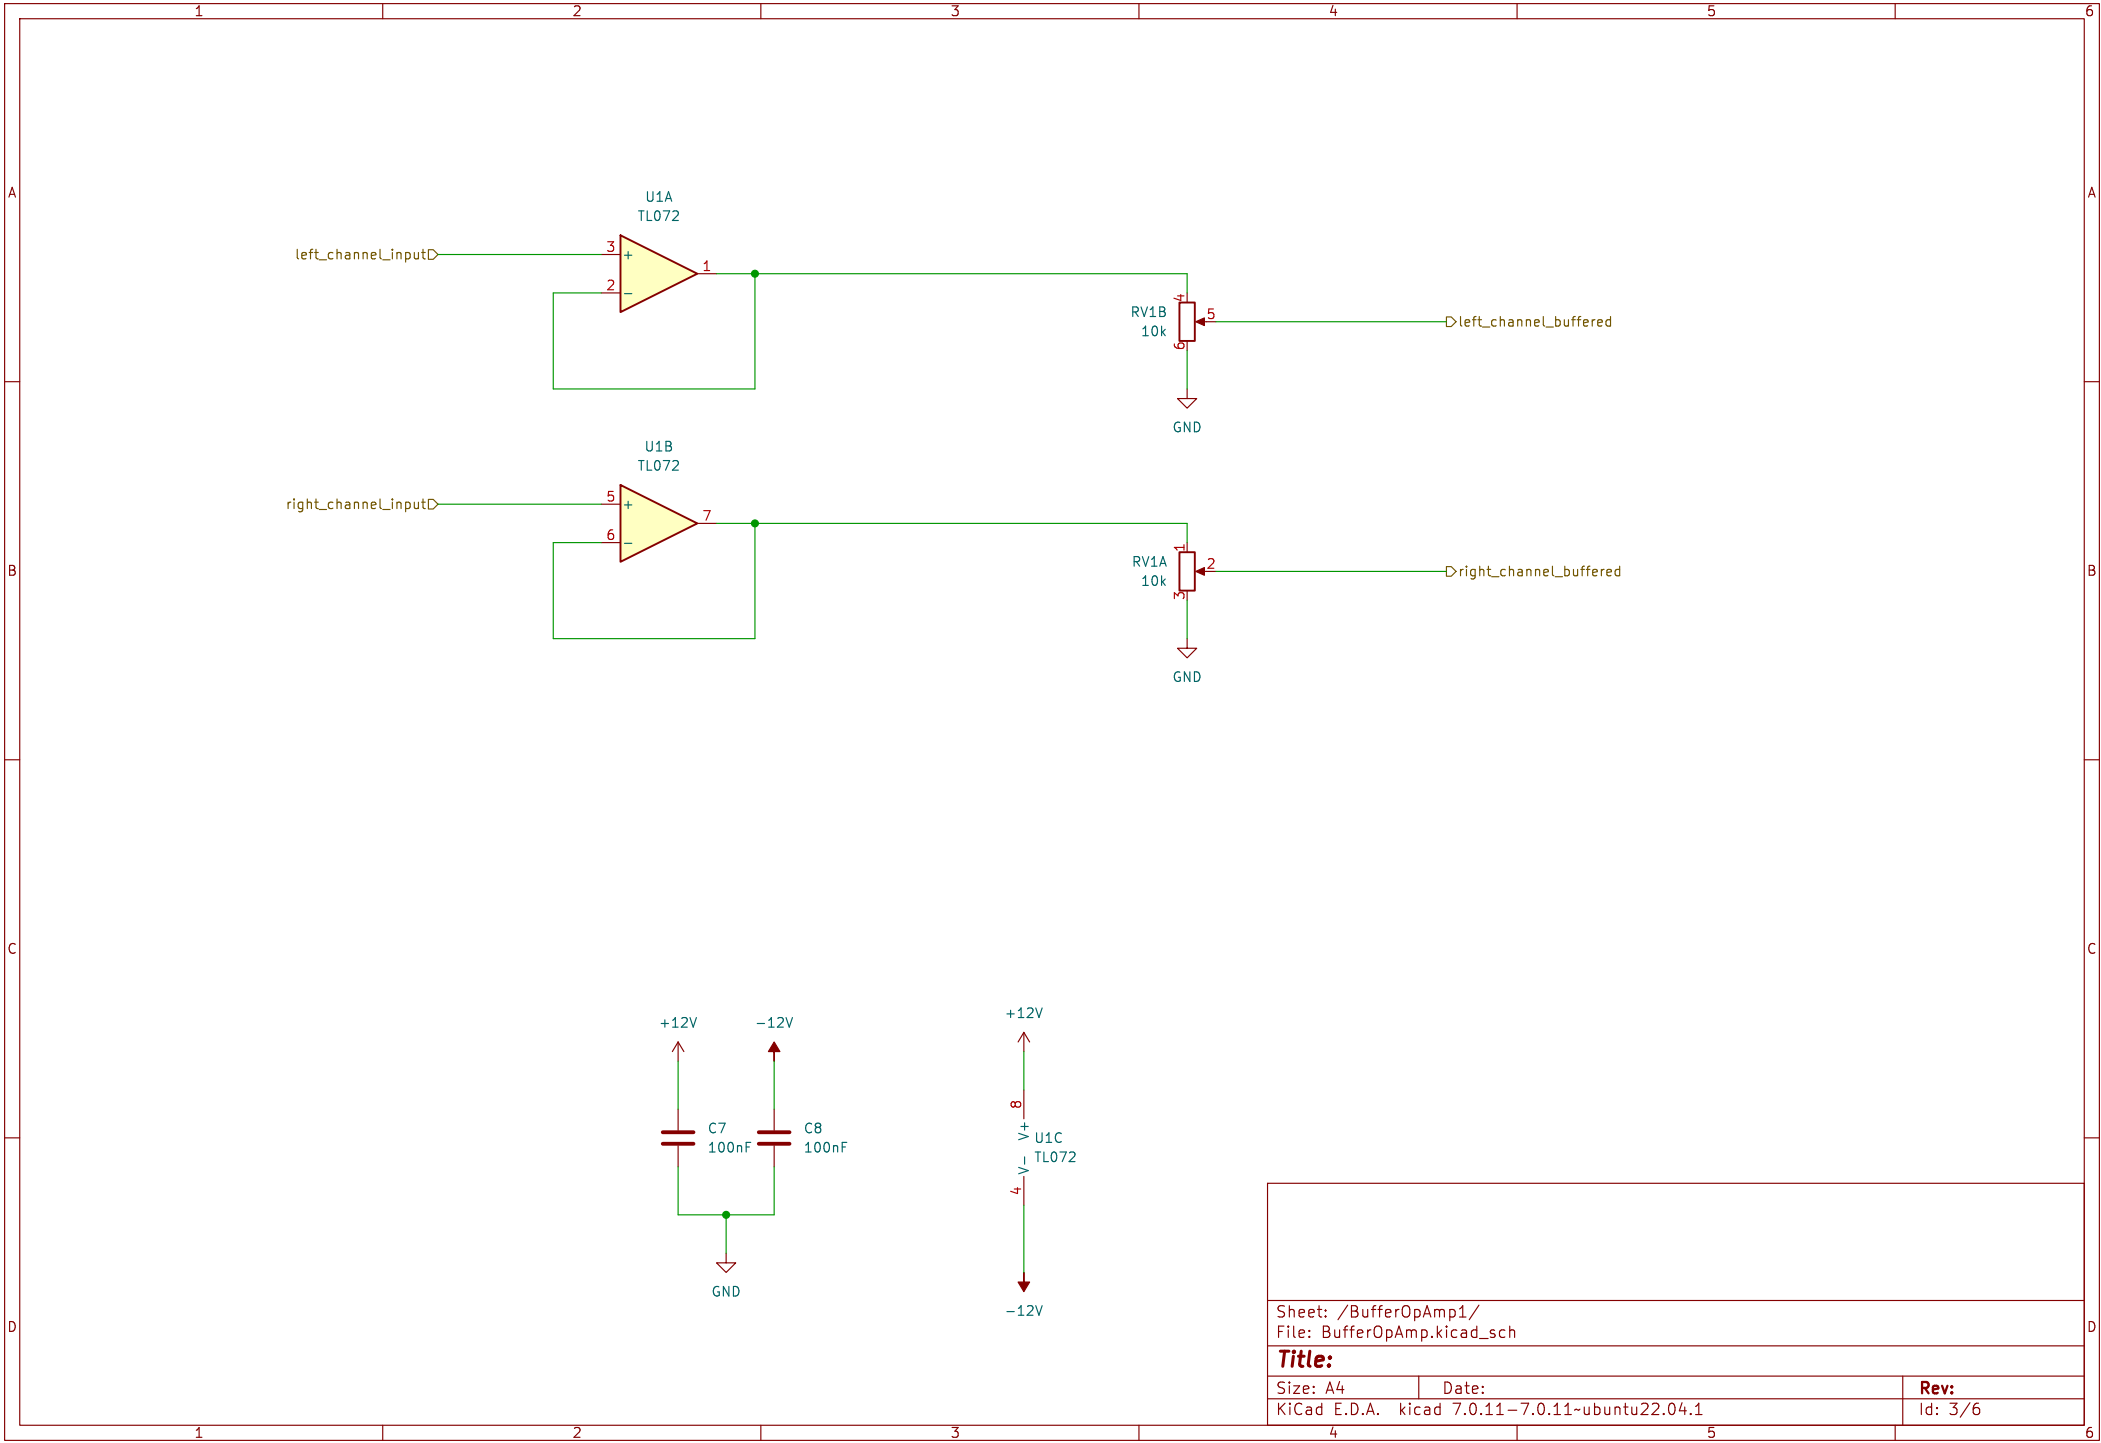 1 2 3 4 5 6
A A
U1A
TL072
left_channel_input
3
+
2
−
1
RV1B
10k
4
5
6
left_channel_buffered
GND
U1B
TL072
right_channel_input
5
+
6
−
7
B B
RV1A
10k
1
2
3
right_channel_buffered
GND
C C
+12V
-12V
C7
100nF
C8
100nF
GND
+12V
8
V+
U1C
TL072
V-
4
-12V
D D
Sheet: /BufferOpAmp1/
File: BufferOpAmp.kicad_sch
Title:
Size: A4 Date: Rev:
KiCad E.D.A. kicad 7.0.11-7.0.11~ubuntu22.04.1 Id: 3/6
1 2 3 4 5 6